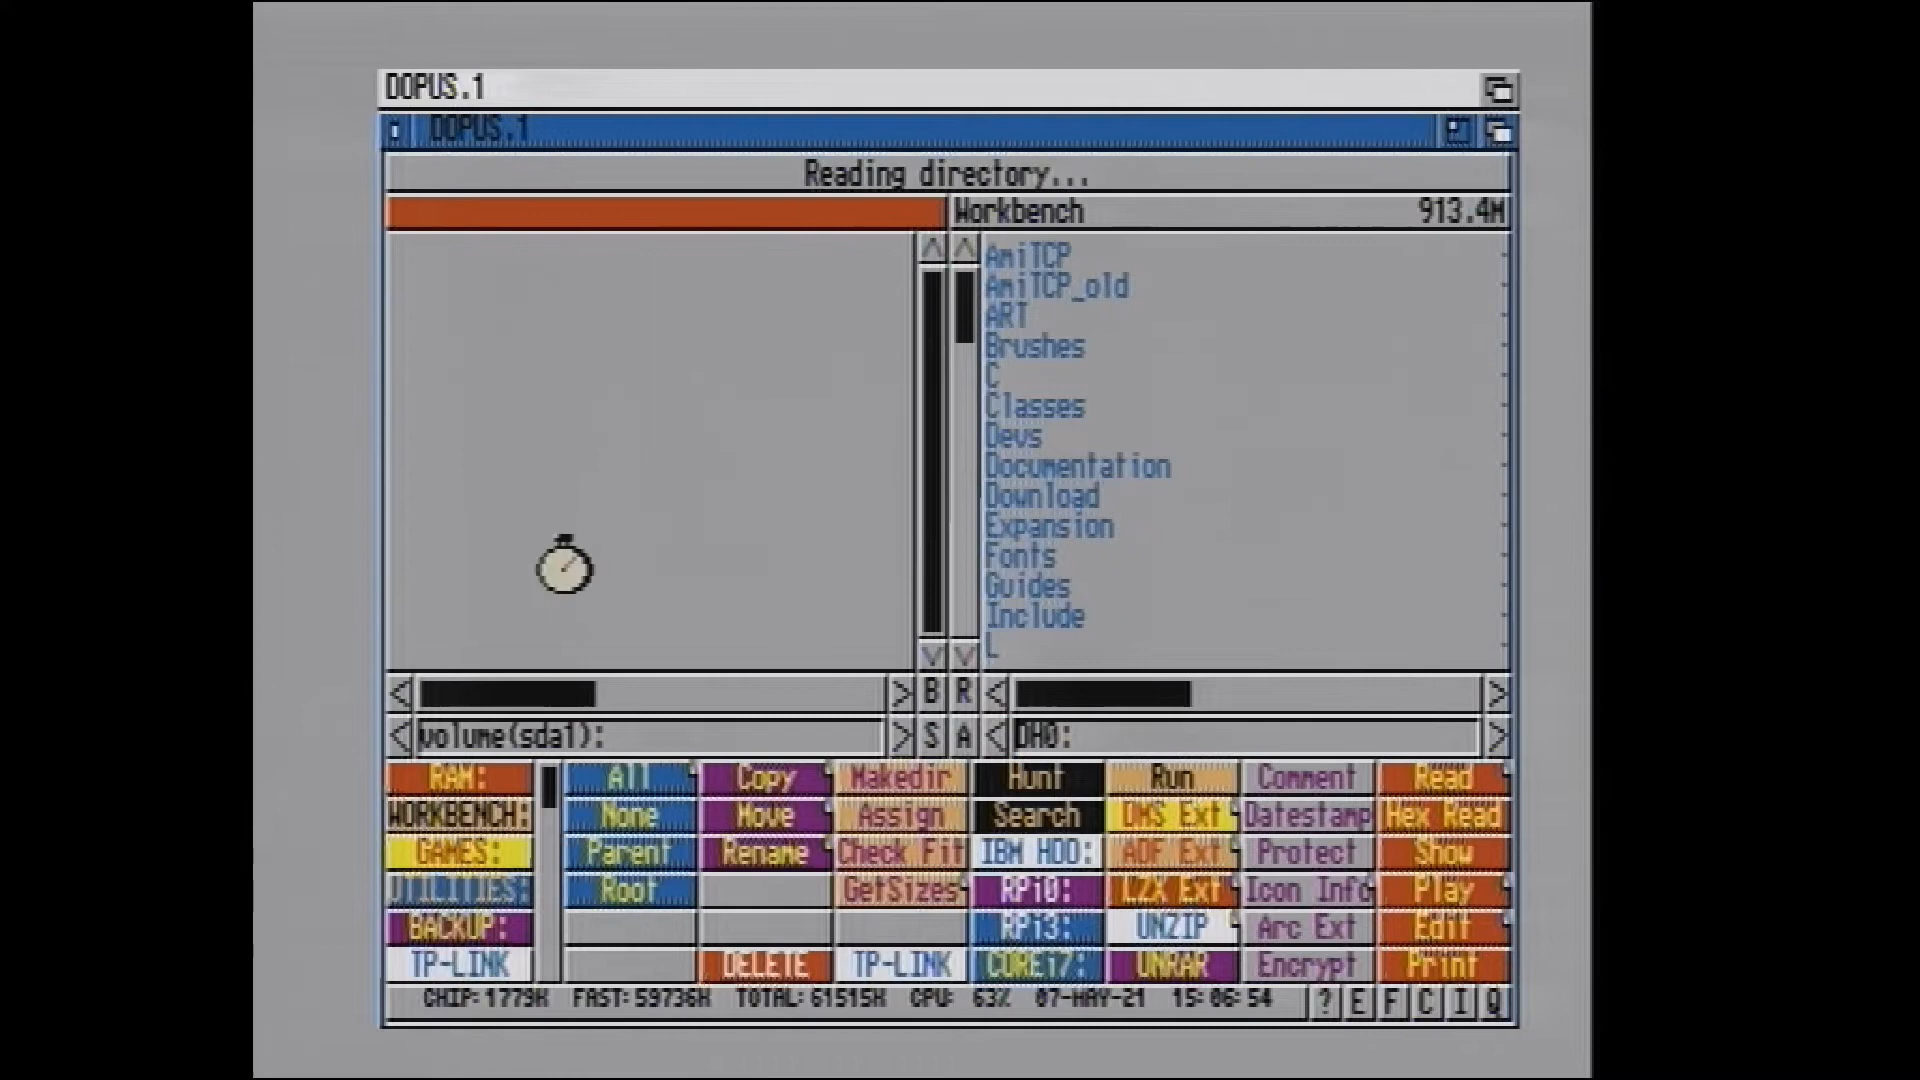 DOPUS.1
DOPUS.1
Reading directory...
Workbench 913.4M
AmiTCP
AmiTCP_old
ART
Brushes
C
Classes
Devs
Documentation
Download
Expansion
Fonts
Guides
Include
L
B R
volume(sda1): S A DH0:
RAM: All Copy Makedir Hunt Run Comment Read
WORKBENCH: None Move Assign Search DMS Ext Datestamp Hex Read
GAMES: Parent Rename Check Fit IBM HDD: ADF Ext Protect Show
UTILITIES: Root GetSizes RPi0: LZX Ext Icon Info Play
BACKUP: RPi3: UNZIP Arc Ext Edit
TP-LINK DELETE TP-LINK COREi7: UNRAR Encrypt Print
CHIP:1779K FAST:59736K TOTAL:61515K CPU: 63% 07-MAY-21 15:06:54 ? E F C I Q